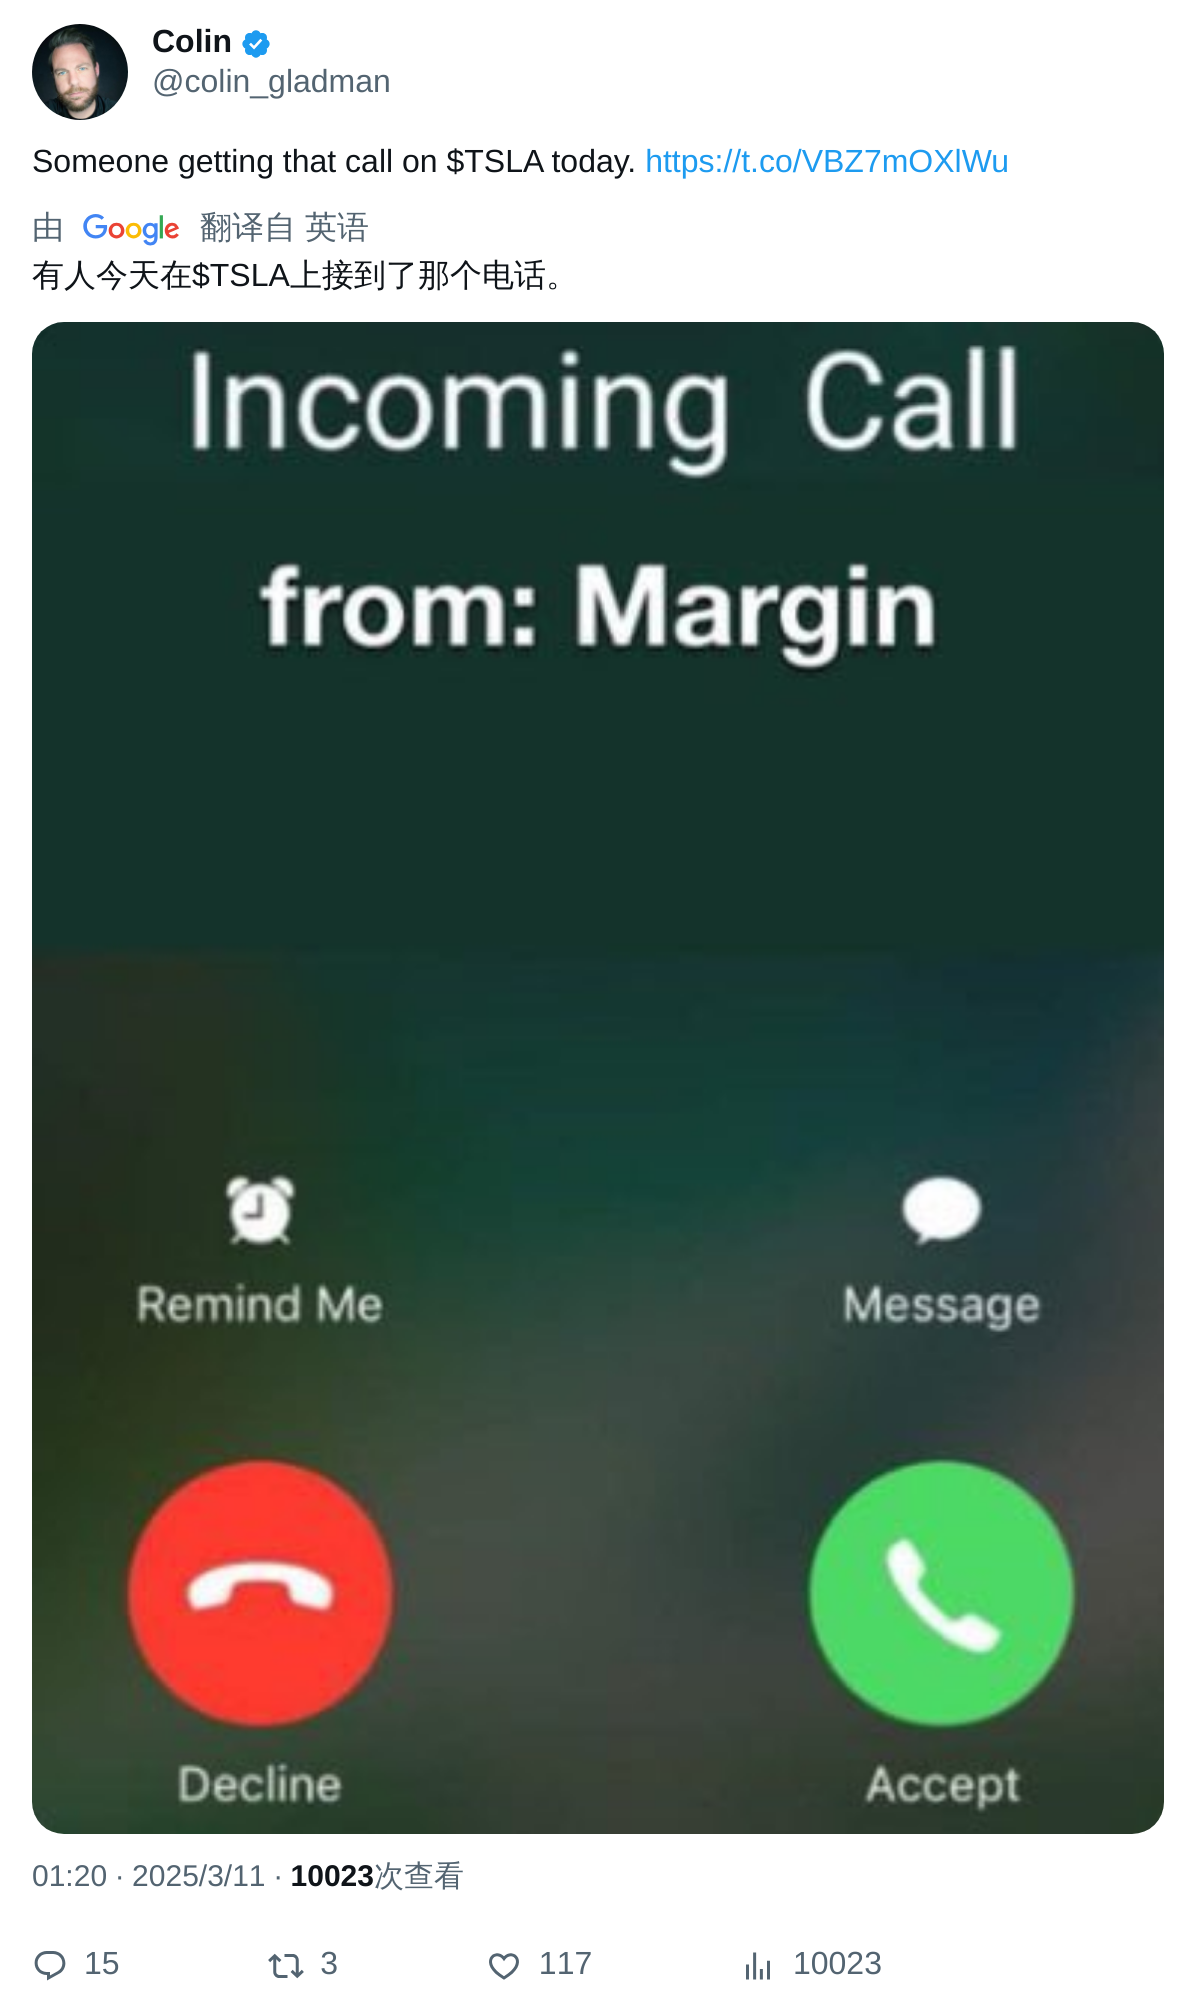 Colin
@colin_gladman
Someone getting that call on $TSLA today. https://t.co/VBZ7mOXlWu
由 Google 翻译自 英语
有人今天在$TSLA上接到了那个电话。
Incoming Call
from: Margin
Remind Me
Message
Decline
Accept
01:20 · 2025/3/11 · 10023次查看
15
3
117
10023